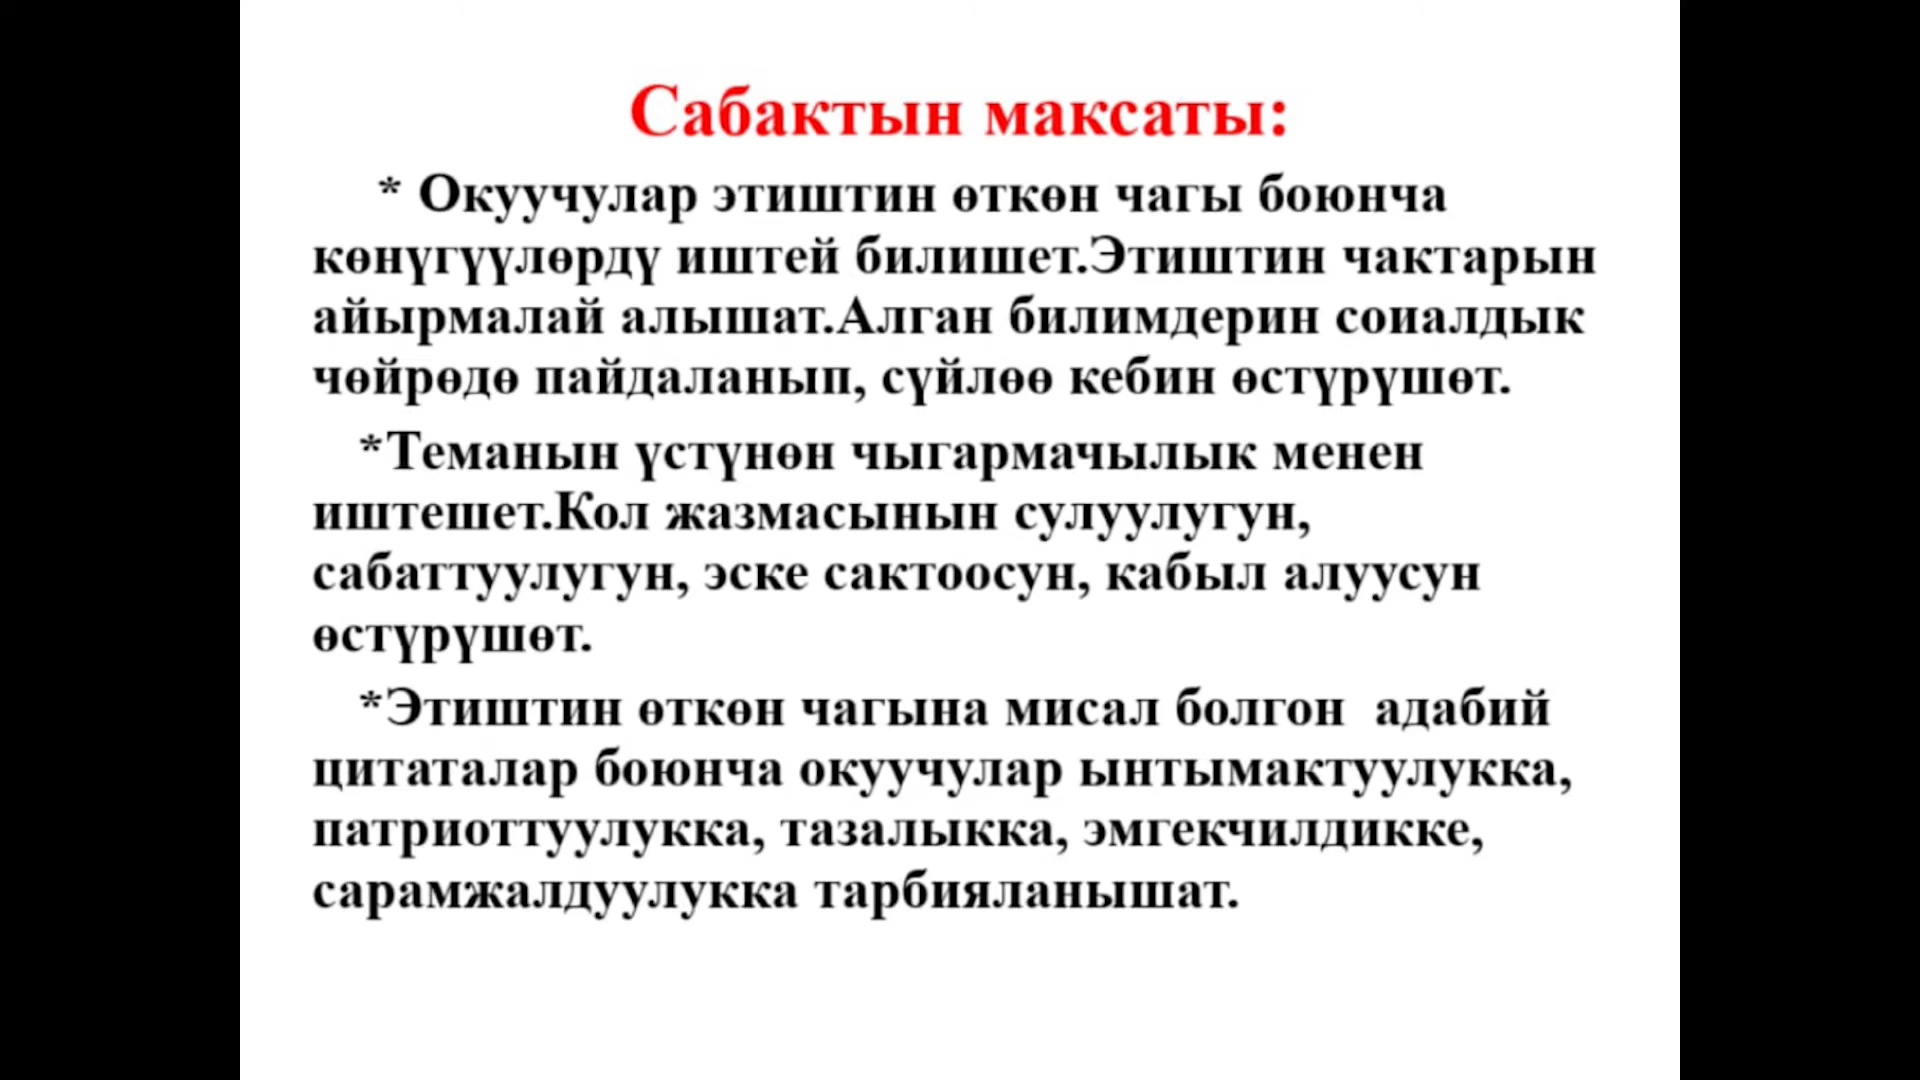 Сабактын максаты:
* Окуучулар этиштин өткөн чагы боюнча
көнүгүүлөрдү иштей билишет.Этиштин чактарын
айырмалай алышат.Алган билимдерин соиалдык
чөйрөдө пайдаланып, сүйлөө кебин өстүрүшөт.
*Теманын үстүнөн чыгармачылык менен
иштешет.Кол жазмасынын сулуулугун,
сабаттуулугун, эске сактоосун, кабыл алуусун
өстүрүшөт.
*Этиштин өткөн чагына мисал болгон  адабий
цитаталар боюнча окуучулар ынтымактуулукка,
патриоттуулукка, тазалыкка, эмгекчилдикке,
сарамжалдуулукка тарбияланышат.